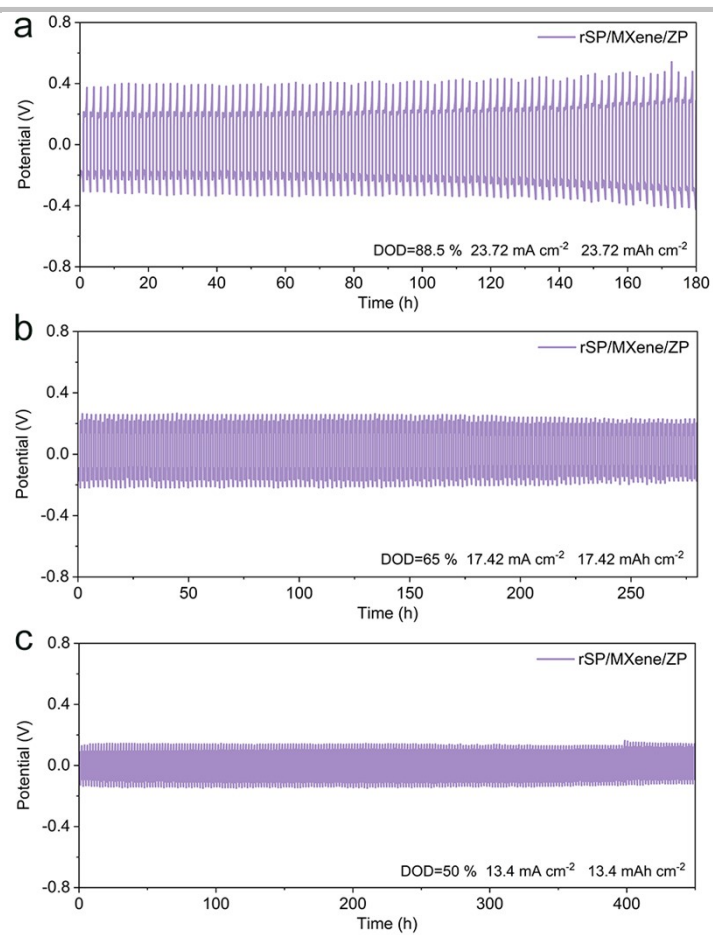 a
rSP/MXene/ZP
0.8
0.4
0.0
-0.4
-0.8
Potential (V)
DOD=88.5 % 23.72 mA cm⁻² 23.72 mAh cm⁻²
0 20 40 60 80 100 120 140 160 180
Time (h)
b
rSP/MXene/ZP
0.8
0.4
0.0
-0.4
-0.8
Potential (V)
DOD=65 % 17.42 mA cm⁻² 17.42 mAh cm⁻²
0 50 100 150 200 250
Time (h)
c
rSP/MXene/ZP
0.8
0.4
0.0
-0.4
-0.8
Potential (V)
DOD=50 % 13.4 mA cm⁻² 13.4 mAh cm⁻²
0 100 200 300 400
Time (h)